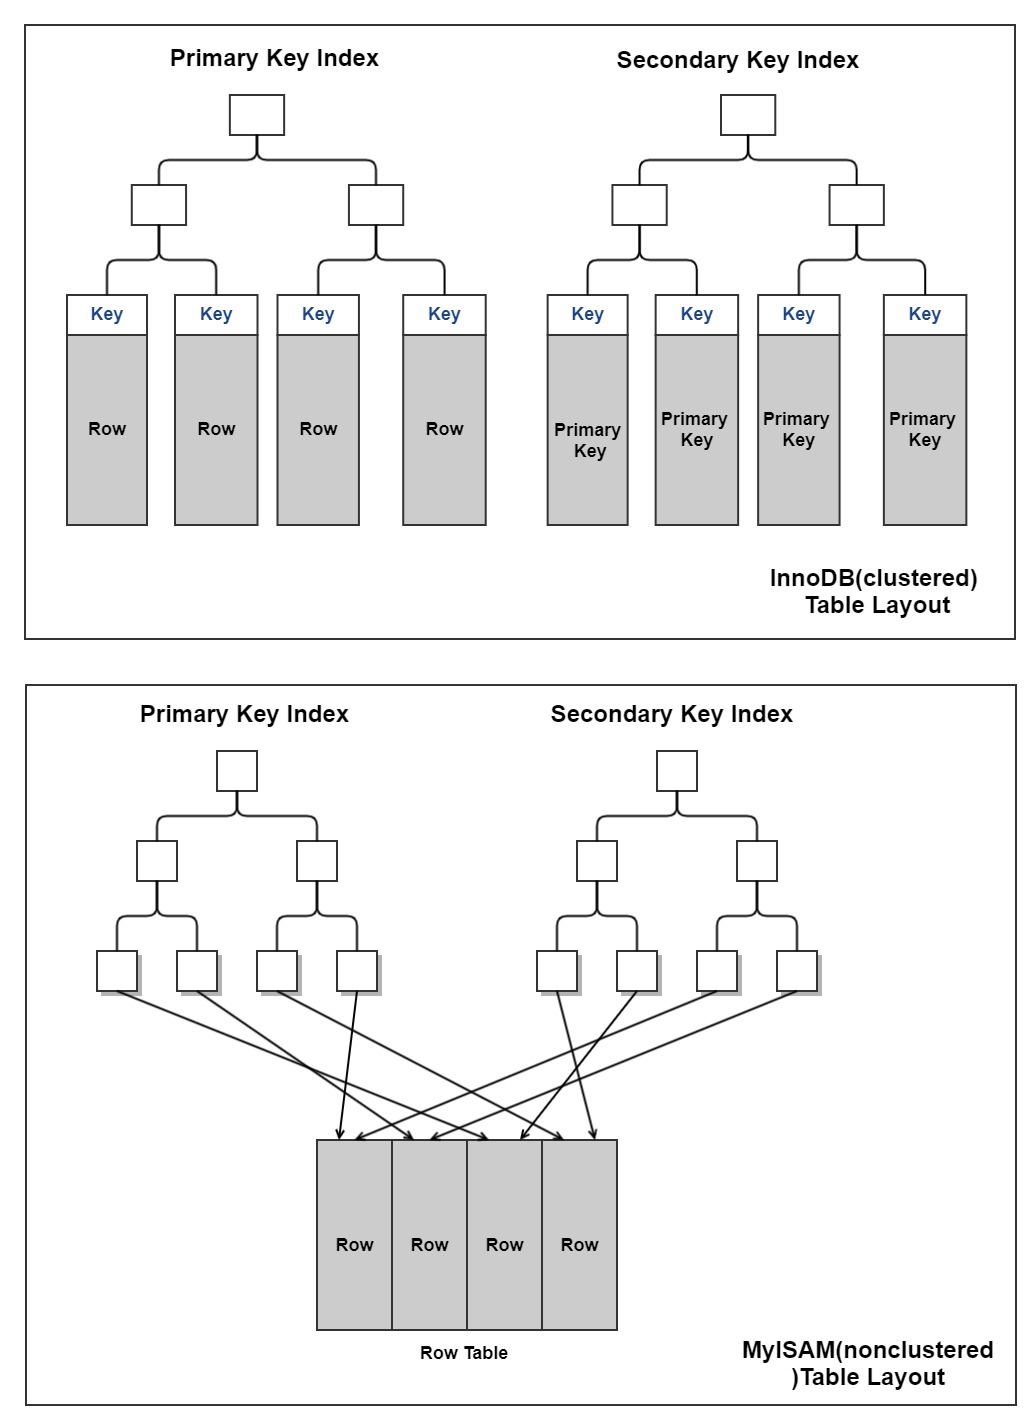 Primary Key Index
Secondary Key Index
Key
Key
Key
Key
Key
Key
Key
Key
Row
Row
Row
Row
Primary
Key
Primary
Key
Primary
Key
Primary
Key
InnoDB(clustered)
Table Layout
Primary Key Index
Secondary Key Index
Row
Row
Row
Row
Row Table
MyISAM(nonclustered
)Table Layout